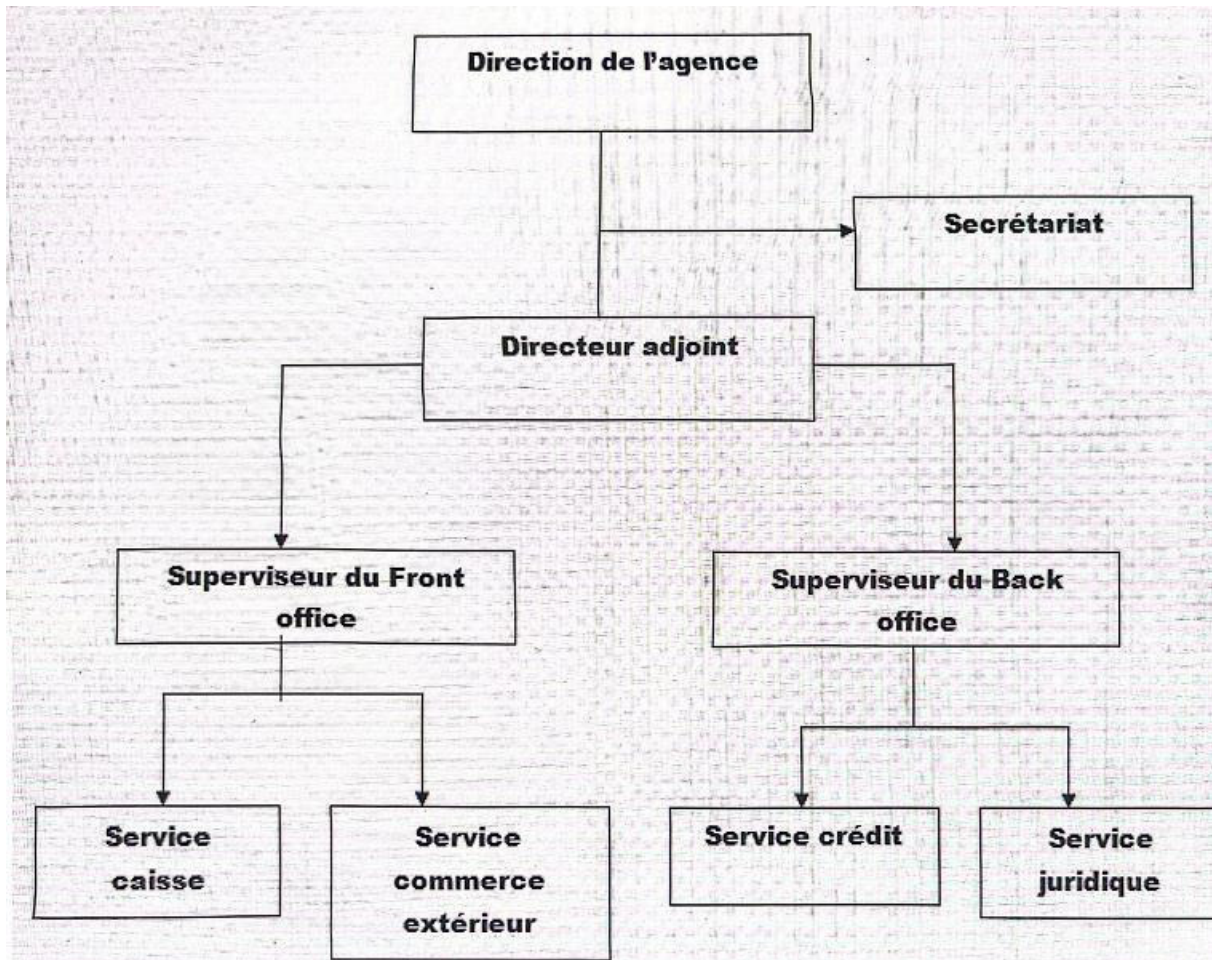 Direction de l'agence
Secrétariat
Directeur adjoint
Superviseur du Front
office
Superviseur du Back
office
Service
caisse
Service
commerce
extérieur
Service crédit
Service
juridique